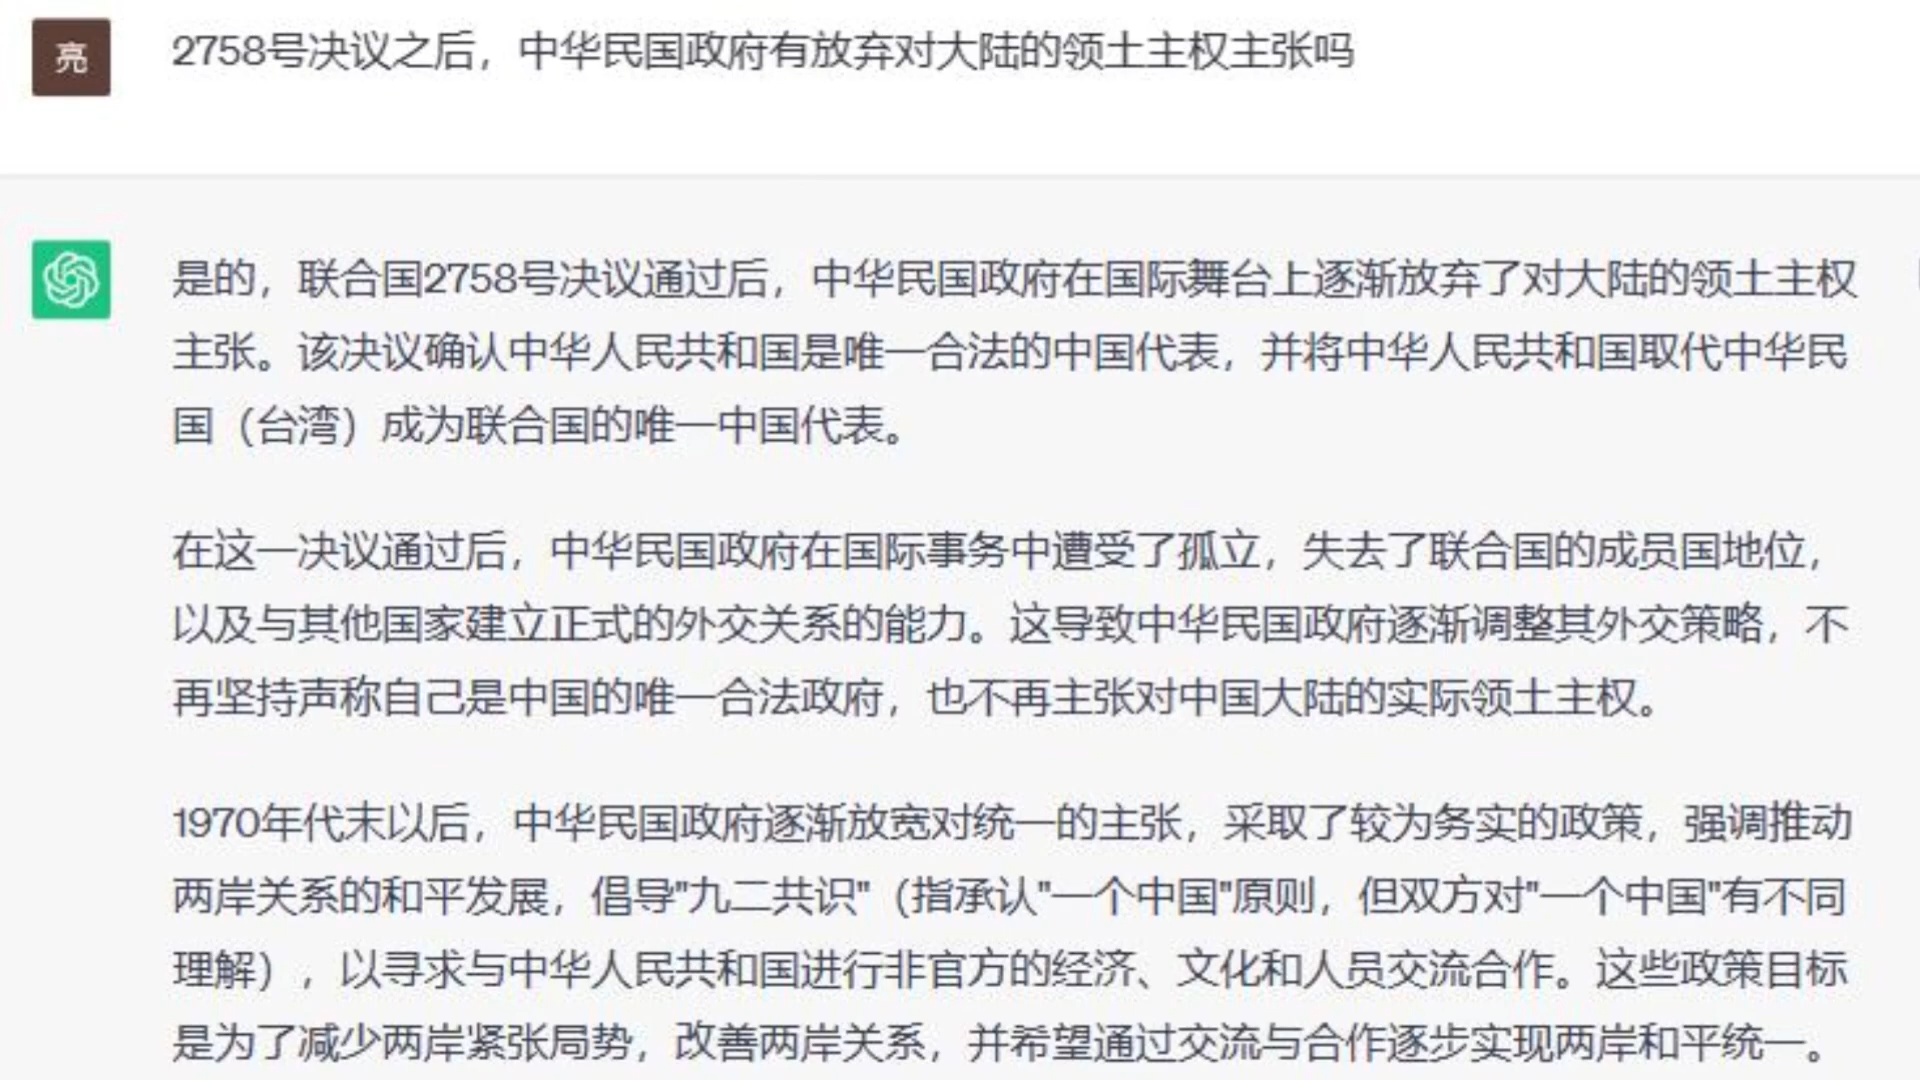 亮
2758号决议之后，中华民国政府有放弃对大陆的领土主权主张吗
是的，联合国2758号决议通过后，中华民国政府在国际舞台上逐渐放弃了对大陆的领土主权
主张。该决议确认中华人民共和国是唯一合法的中国代表，并将中华人民共和国取代中华民
国（台湾）成为联合国的唯一中国代表。
在这一决议通过后，中华民国政府在国际事务中遭受了孤立，失去了联合国的成员国地位，
以及与其他国家建立正式的外交关系的能力。这导致中华民国政府逐渐调整其外交策略，不
再坚持声称自己是中国的唯一合法政府，也不再主张对中国大陆的实际领土主权。
1970年代末以后，中华民国政府逐渐放宽对统一的主张，采取了较为务实的政策，强调推动
两岸关系的和平发展，倡导"九二共识"（指承认"一个中国"原则，但双方对"一个中国"有不同
理解），以寻求与中华人民共和国进行非官方的经济、文化和人员交流合作。这些政策目标
是为了减少两岸紧张局势，改善两岸关系，并希望通过交流与合作逐步实现两岸和平统一。